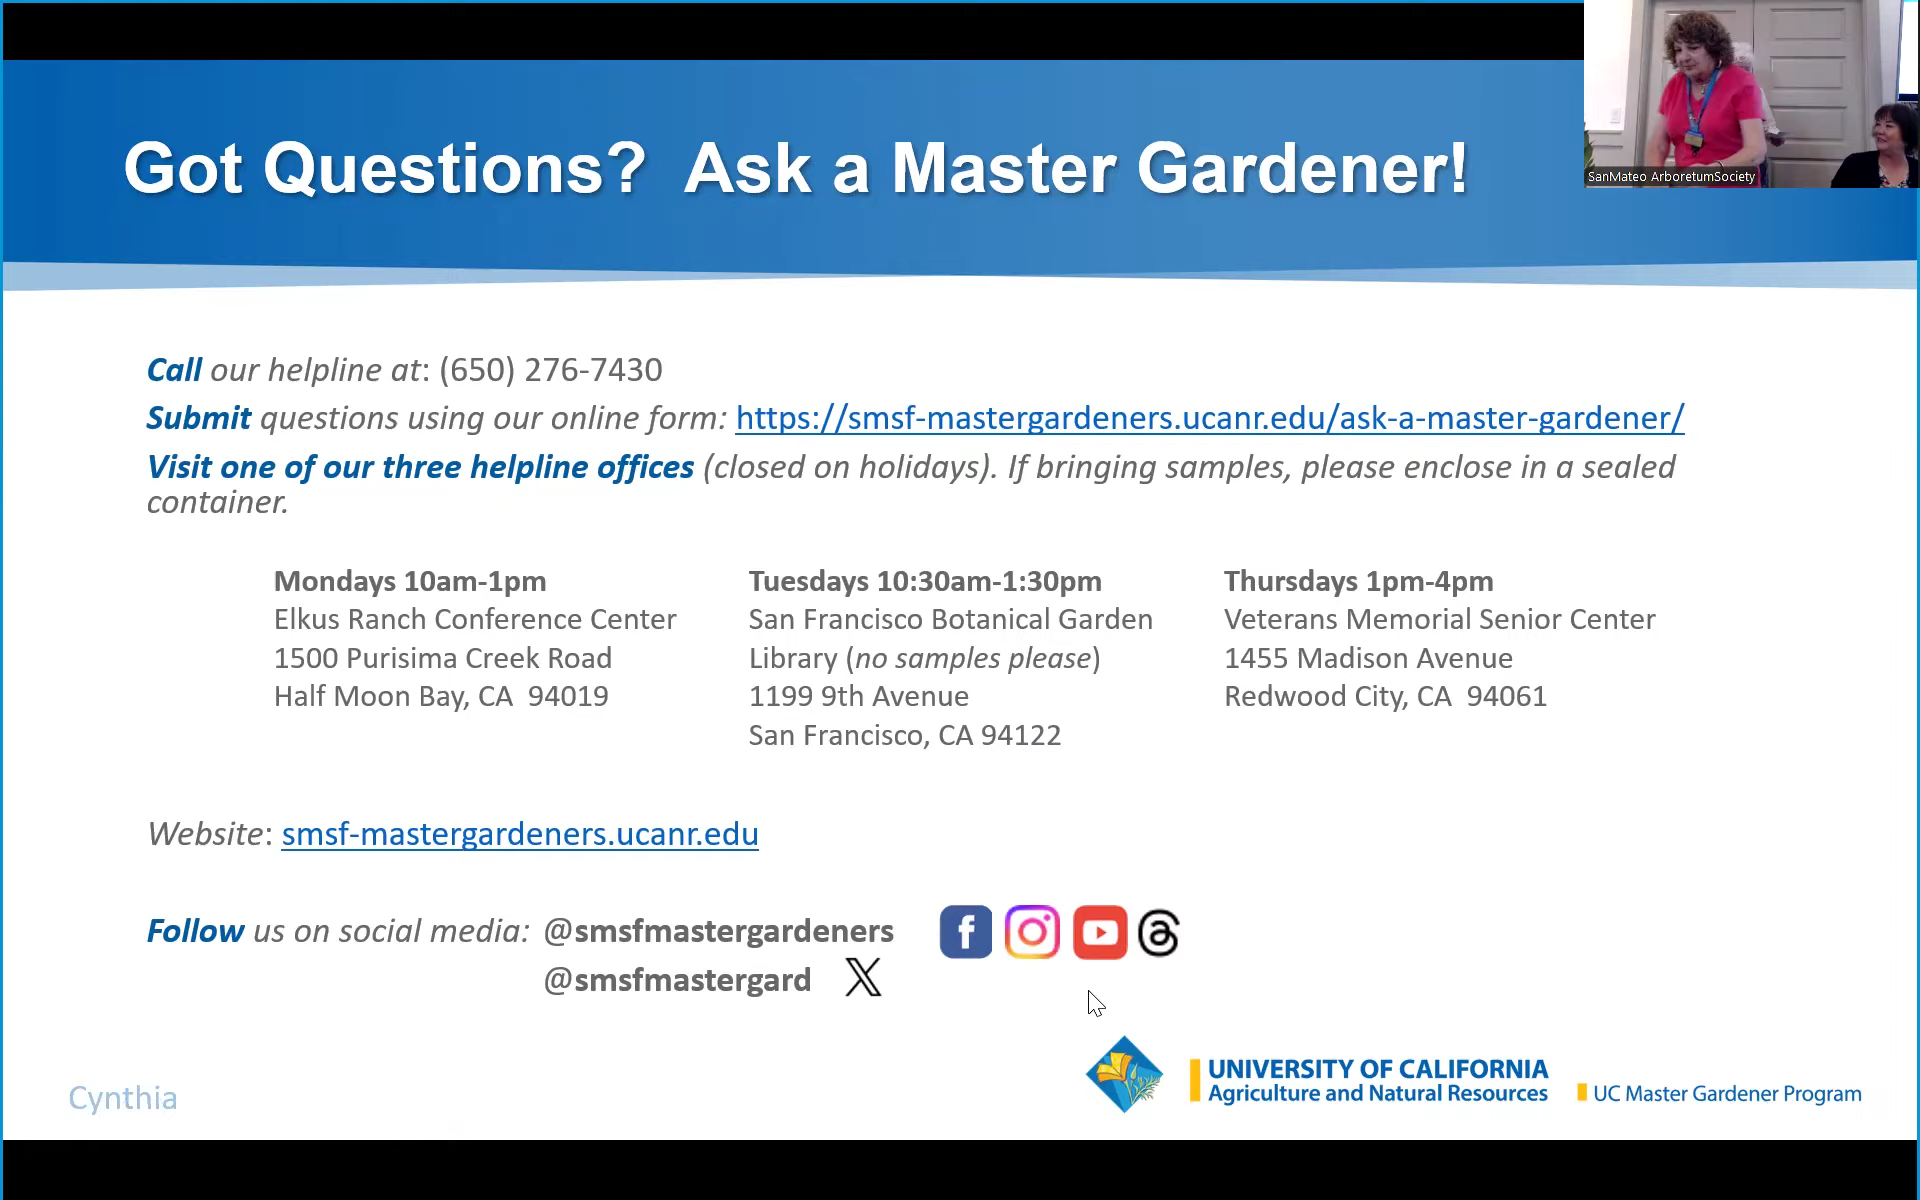 Got Questions?  Ask a Master Gardener!
SanMateo ArboretumSociety
Call our helpline at: (650) 276-7430
Submit questions using our online form: https://smsf-mastergardeners.ucanr.edu/ask-a-master-gardener/
Visit one of our three helpline offices (closed on holidays). If bringing samples, please enclose in a sealed
container.
Mondays 10am-1pm
Elkus Ranch Conference Center
1500 Purisima Creek Road
Half Moon Bay, CA  94019
Tuesdays 10:30am-1:30pm
San Francisco Botanical Garden
Library (no samples please)
1199 9th Avenue
San Francisco, CA 94122
Thursdays 1pm-4pm
Veterans Memorial Senior Center
1455 Madison Avenue
Redwood City, CA  94061
Website: smsf-mastergardeners.ucanr.edu
Follow us on social media: @smsfmastergardeners
@smsfmastergard
UNIVERSITY OF CALIFORNIA
Agriculture and Natural Resources
UC Master Gardener Program
Cynthia